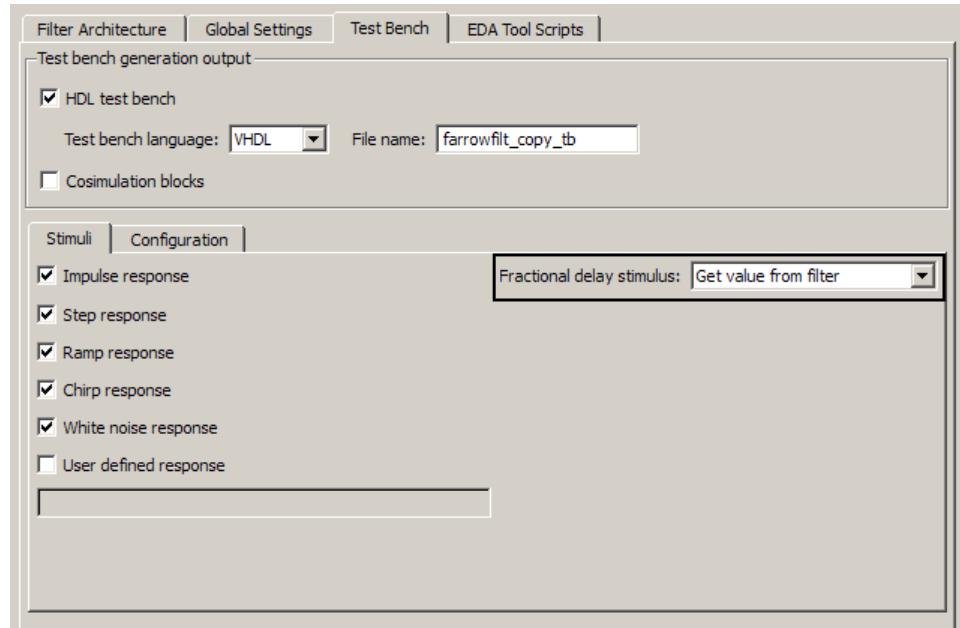 Filter Architecture Global Settings Test Bench EDA Tool Scripts
Test bench generation output
HDL test bench
Test bench language: VHDL File name: farrowfilt_copy_tb
Cosimulation blocks
Stimuli Configuration
Impulse response Fractional delay stimulus: Get value from filter
Step response
Ramp response
Chirp response
White noise response
User defined response